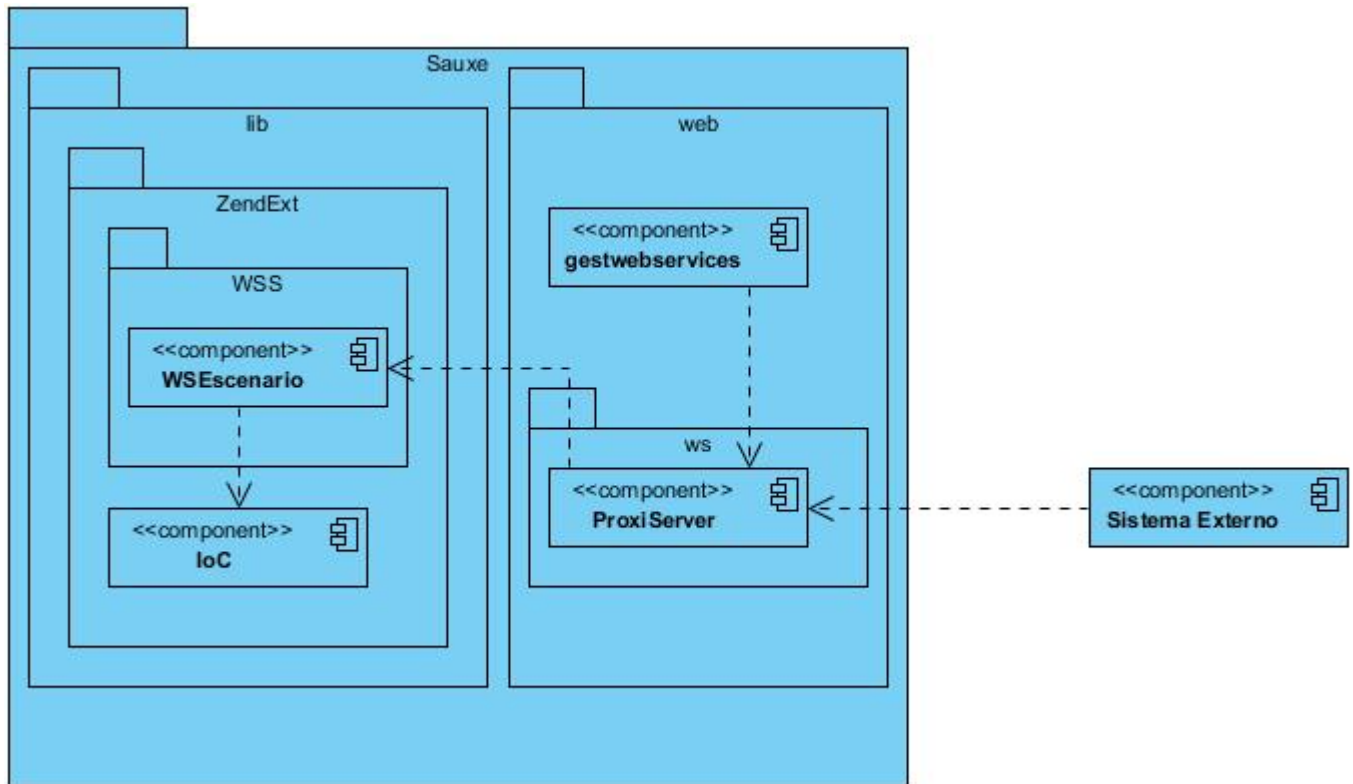 Sauxe
lib
web
ZendExt
<<component>>
gestwebservices
WSS
<<component>>
WSEscenario
ws
<<component>>
ProxiServer
<<component>>
Sistema Externo
<<component>>
IoC